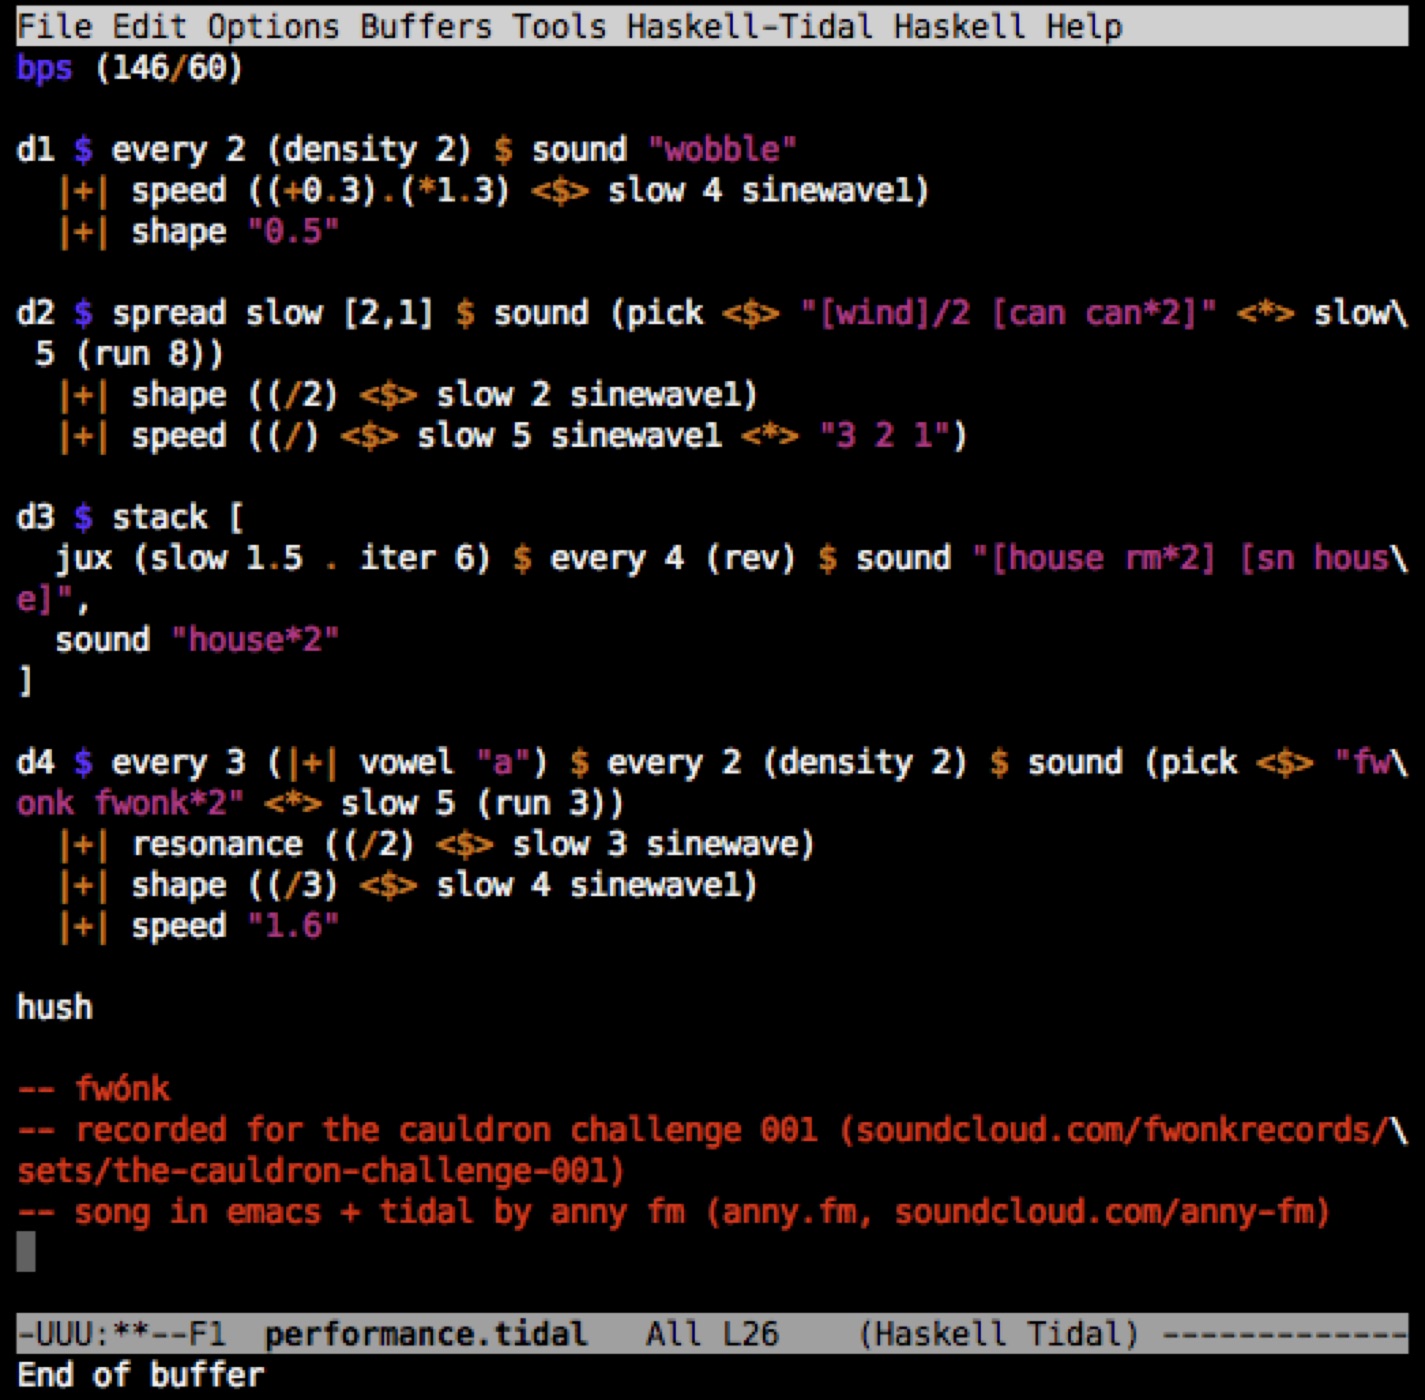 File Edit Options Buffers Tools Haskell-Tidal Haskell Help
bps (146/60)

d1 $ every 2 (density 2) $ sound "wobble"
  |+| speed ((+0.3).(*1.3) <$> slow 4 sinewave1)
  |+| shape "0.5"

d2 $ spread slow [2,1] $ sound (pick <$> "[wind]/2 [can can*2]" <*> slow\
 5 (run 8))
  |+| shape ((/2) <$> slow 2 sinewave1)
  |+| speed ((/) <$> slow 5 sinewave1 <*> "3 2 1")

d3 $ stack [
  jux (slow 1.5 . iter 6) $ every 4 (rev) $ sound "[house rm*2] [sn hous\
e]",
  sound "house*2"
]

d4 $ every 3 (|+| vowel "a") $ every 2 (density 2) $ sound (pick <$> "fw\
onk fwonk*2" <*> slow 5 (run 3))
  |+| resonance ((/2) <$> slow 3 sinewave)
  |+| shape ((/3) <$> slow 4 sinewave1)
  |+| speed "1.6"

hush

-- fwónk
-- recorded for the cauldron challenge 001 (soundcloud.com/fwonkrecords/\
sets/the-cauldron-challenge-001)
-- song in emacs + tidal by anny fm (anny.fm, soundcloud.com/anny-fm)

-UUU:**--F1  performance.tidal   All L26    (Haskell Tidal) -------------
End of buffer